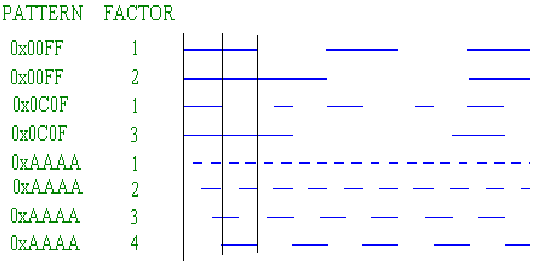 PATTERN FACTOR
0x00FF 1
0x00FF 2
0x0C0F 1
0x0C0F 3
0xAAAA 1
0xAAAA 2
0xAAAA 3
0xAAAA 4